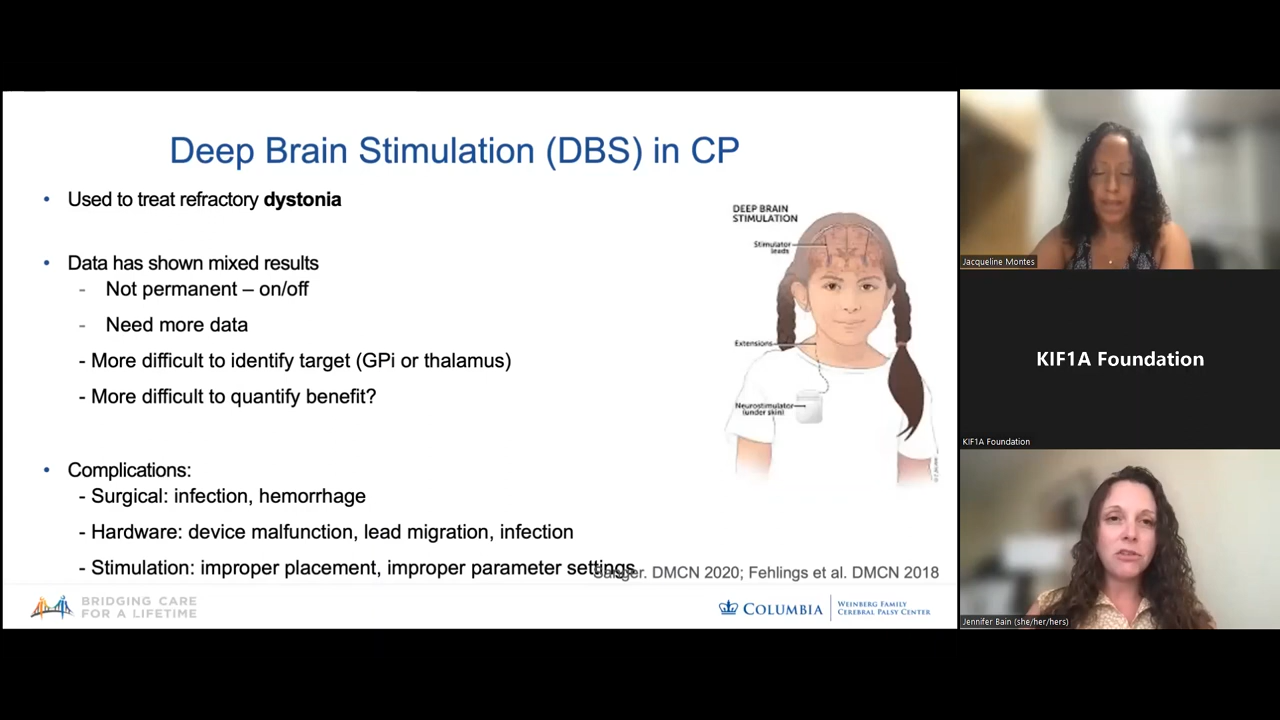 Deep Brain Stimulation (DBS) in CP
• Used to treat refractory dystonia
• Data has shown mixed results
- Not permanent – on/off
- Need more data
- More difficult to identify target (GPi or thalamus)
- More difficult to quantify benefit?
• Complications:
- Surgical: infection, hemorrhage
- Hardware: device malfunction, lead migration, infection
- Stimulation: improper placement, improper parameter settings
Sanger. DMCN 2020; Fehlings et al. DMCN 2018
DEEP BRAIN
STIMULATION
Stimulator
leads
Extensions
Neurostimulator
(under skin)
BRIDGING CARE
FOR A LIFETIME
COLUMBIA
WEINBERG FAMILY
CEREBRAL PALSY CENTER
Jacqueline Montes
KIF1A Foundation
KIF1A Foundation
Jennifer Bain (she/her/hers)